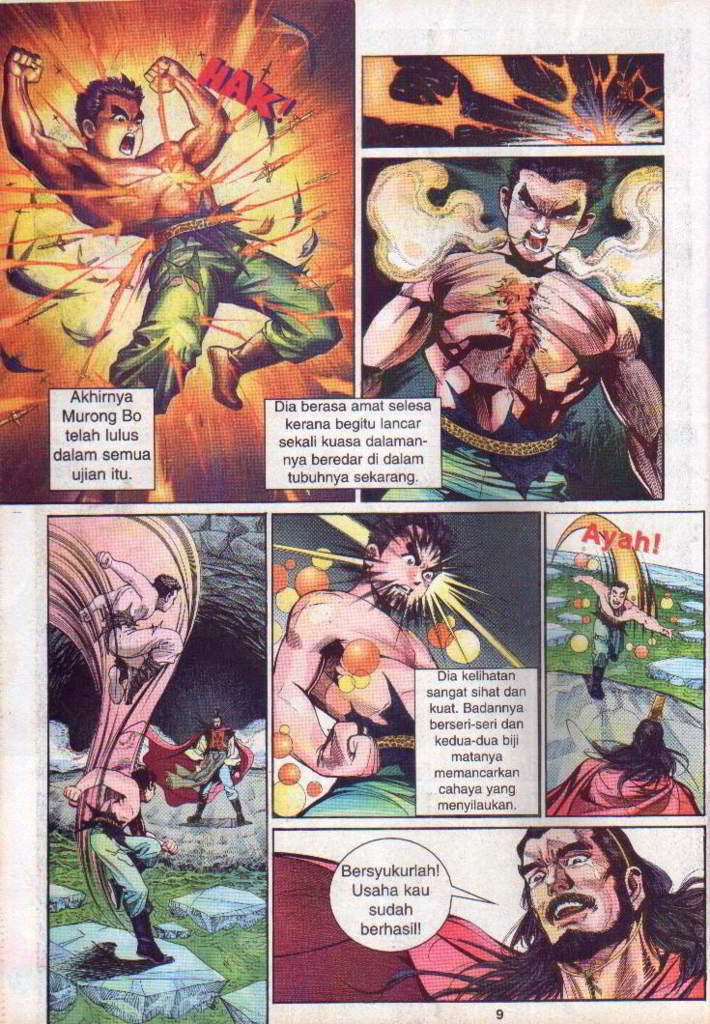 HAK!
Akhirnya
Murong Bo
telah lulus
dalam semua
ujian itu.
Dia berasa amat selesa
kerana begitu lancar
sekali kuasa dalaman-
nya beredar di dalam
tubuhnya sekarang.
Dia kelihatan
sangat sihat dan
kuat. Badannya
berseri-seri dan
kedua-dua biji
matanya
memancarkan
cahaya yang
menyilaukan.
Ayah!
Bersyukurlah!
Usaha kau
sudah
berhasil!
9